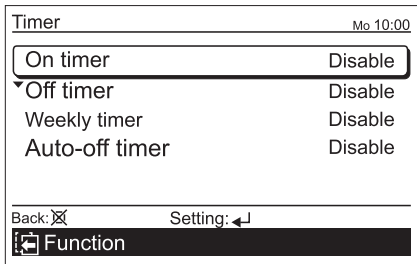 Timer Mo 10:00
On timer Disable
Off timer Disable
Weekly timer Disable
Auto-off timer Disable
Back: Setting:
Function